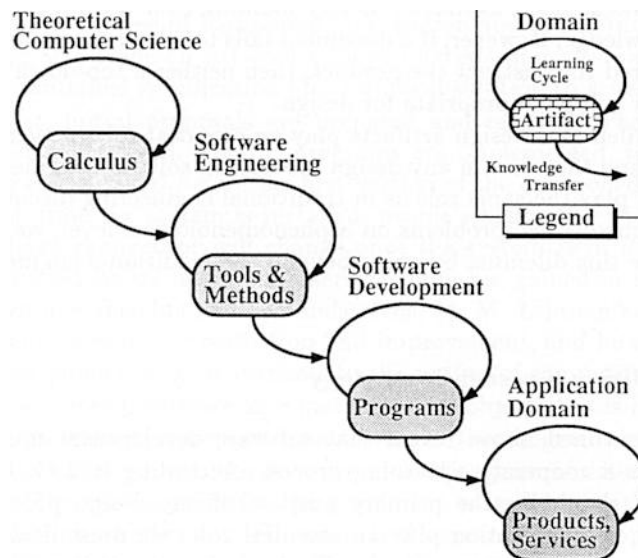 Theoretical
Computer Science
Calculus
Software
Engineering
Tools &
Methods
Software
Development
Programs
Application
Domain
Products,
Services
Domain
Learning
Cycle
Artifact
Knowledge
Transfer
Legend